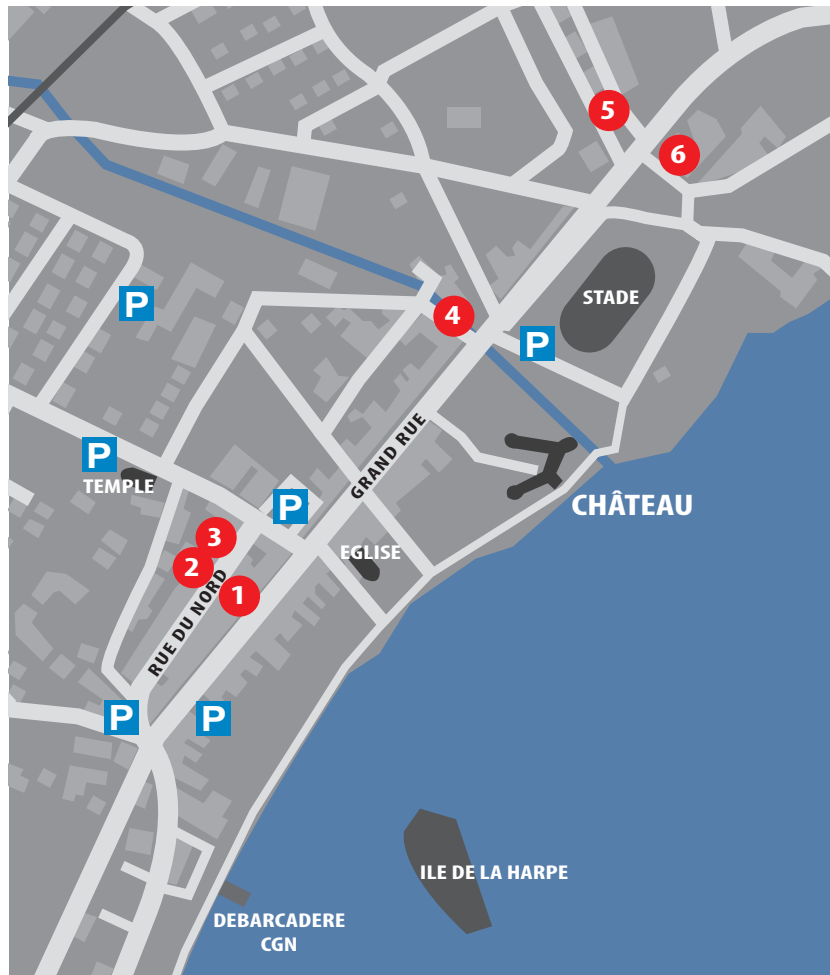 5
6
P
STADE
4
P
P
GRAND RUE
TEMPLE
P
CHÂTEAU
3
EGLISE
2
RUE DU NORD
1
P
P
ILE DE LA HARPE
DEBARCADERE
CGN